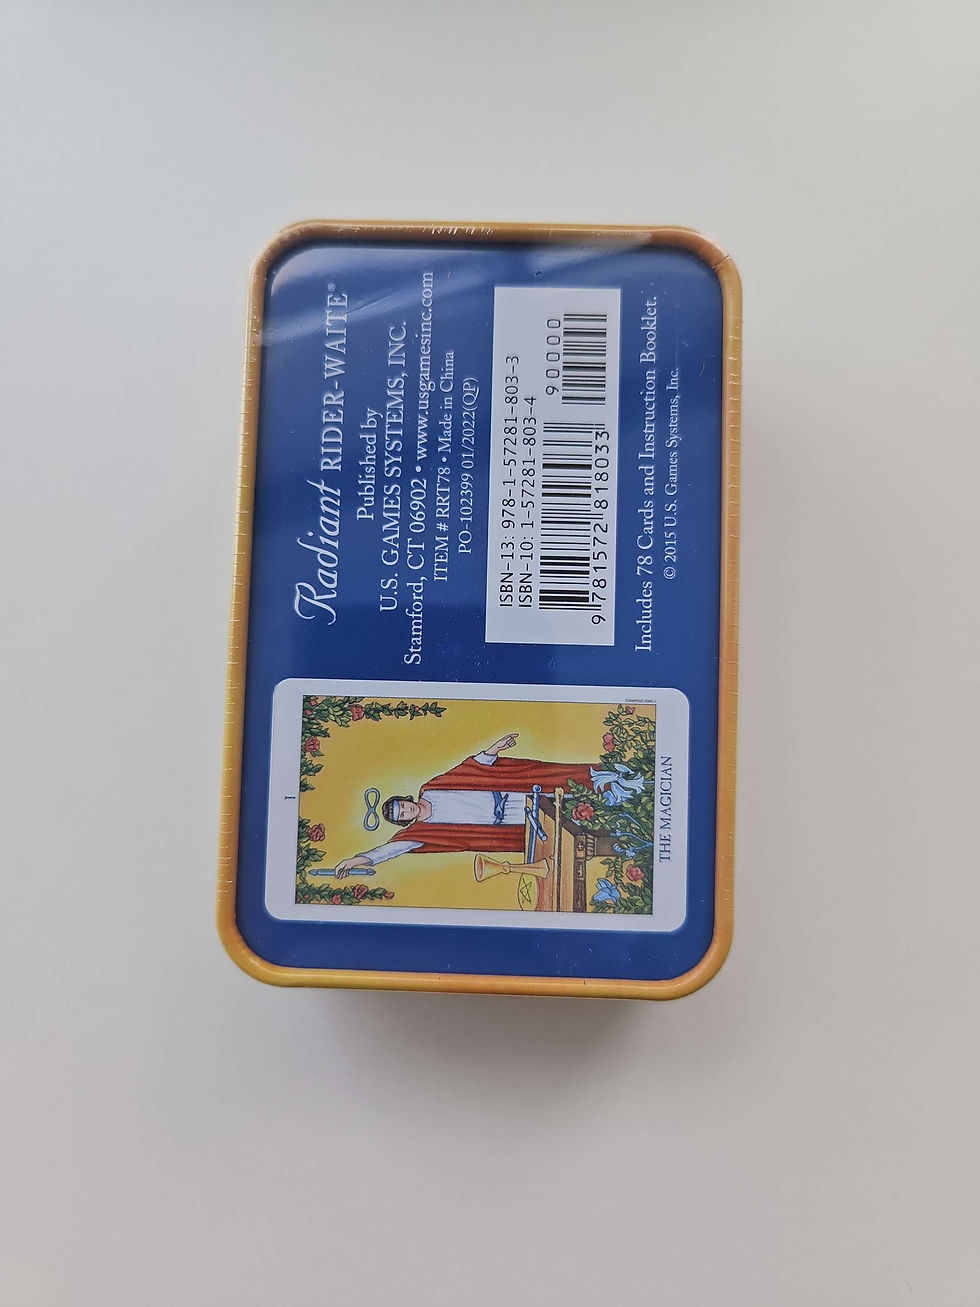 Radiant RIDER-WAITE®
Published by
U.S. GAMES SYSTEMS, INC.
Stamford, CT 06902 • www.usgamesinc.com
ITEM # RRT78 • Made in China
PO-102399 01/2022(QP)
ISBN-13: 978-1-57281-803-3
ISBN-10: 1-57281-803-4
90000
9 781572 818033
Includes 78 Cards and Instruction Booklet.
© 2015 U.S. Games Systems, Inc.
I
THE MAGICIAN